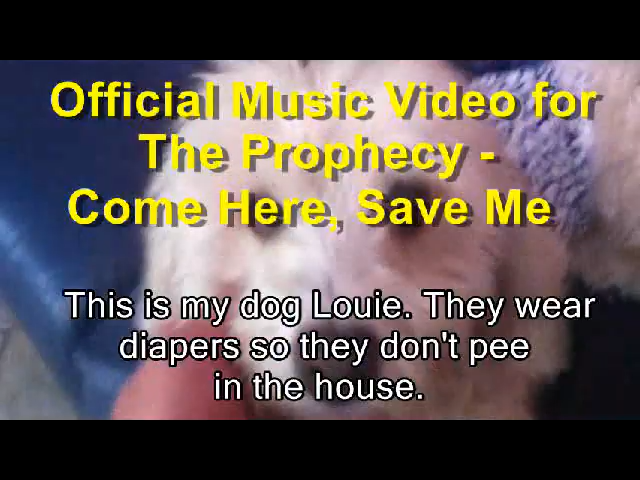 Official Music Video for
The Prophecy -
Come Here, Save Me
This is my dog Louie. They wear
diapers so they don't pee
in the house.